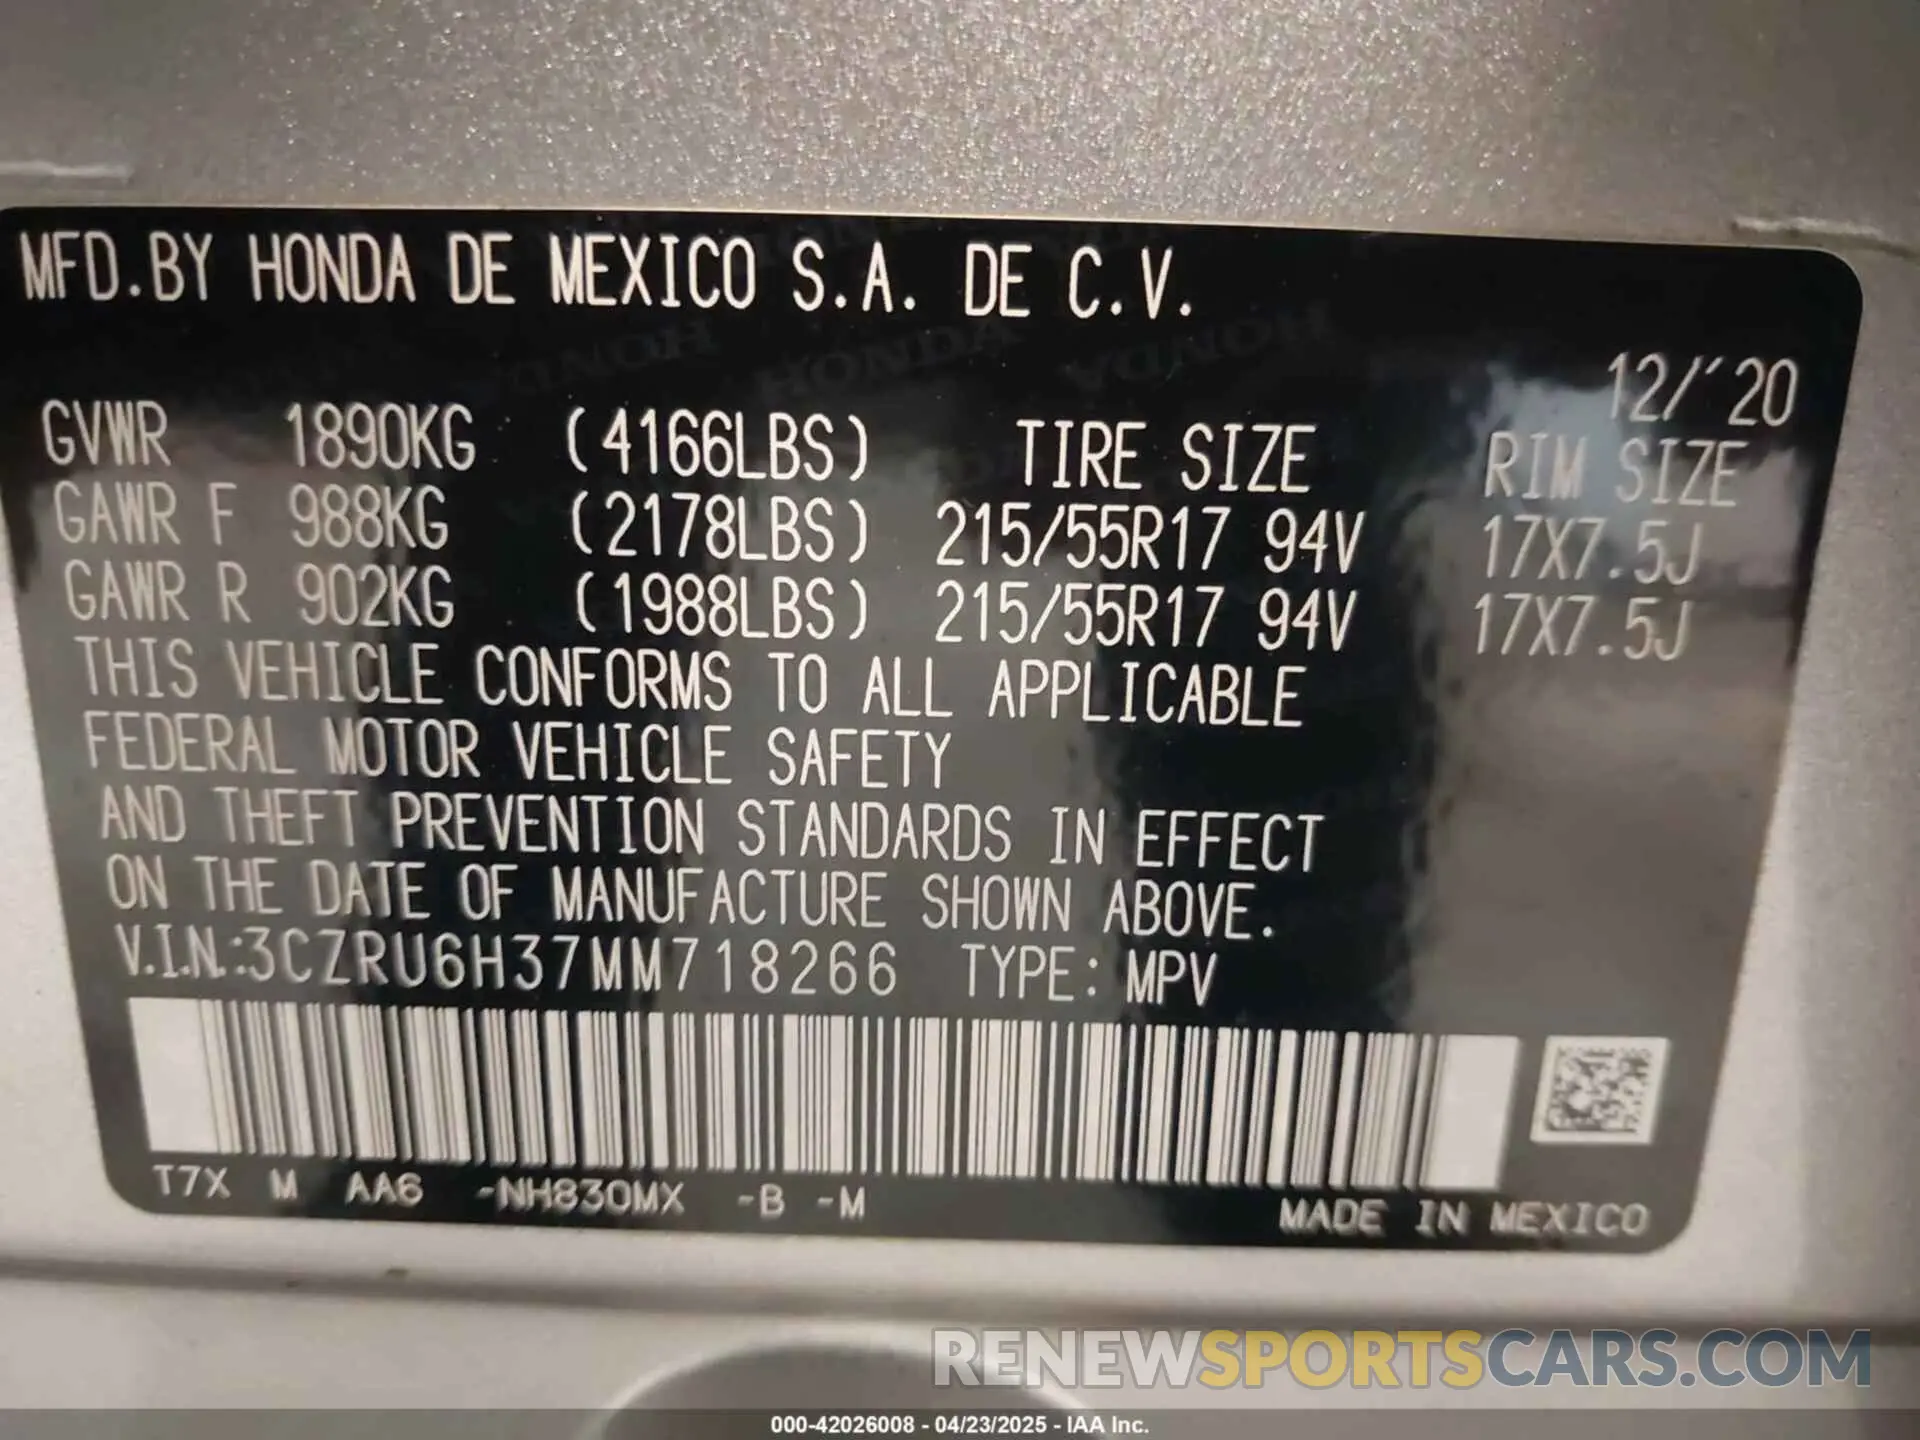 MFD.BY HONDA DE MEXICO S.A. DE C.V.
12/'20
GVWR 1890KG (4166LBS) TIRE SIZE RIM SIZE
GAWR F 988KG (2178LBS) 215/55R17 94V 17X7.5J
GAWR R 902KG (1988LBS) 215/55R17 94V 17X7.5J
THIS VEHICLE CONFORMS TO ALL APPLICABLE
FEDERAL MOTOR VEHICLE SAFETY
AND THEFT PREVENTION STANDARDS IN EFFECT
ON THE DATE OF MANUFACTURE SHOWN ABOVE.
V.I.N.:3CZRU6H37MM718266 TYPE: MPV
T7X M AA6 -NH830MX -B -M
MADE IN MEXICO
RENEWSPORTSCARS.COM
000-42026008 - 04/23/2025 - IAA Inc.